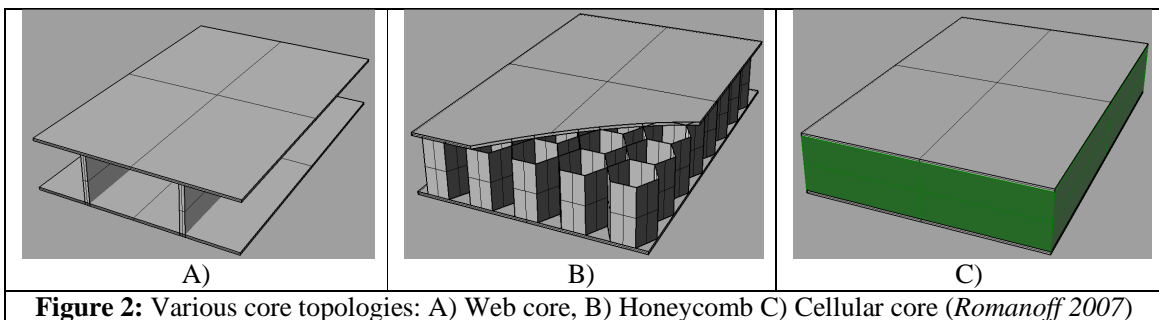 A)
B)
C)
Figure 2: Various core topologies: A) Web core, B) Honeycomb C) Cellular core (Romanoff 2007)